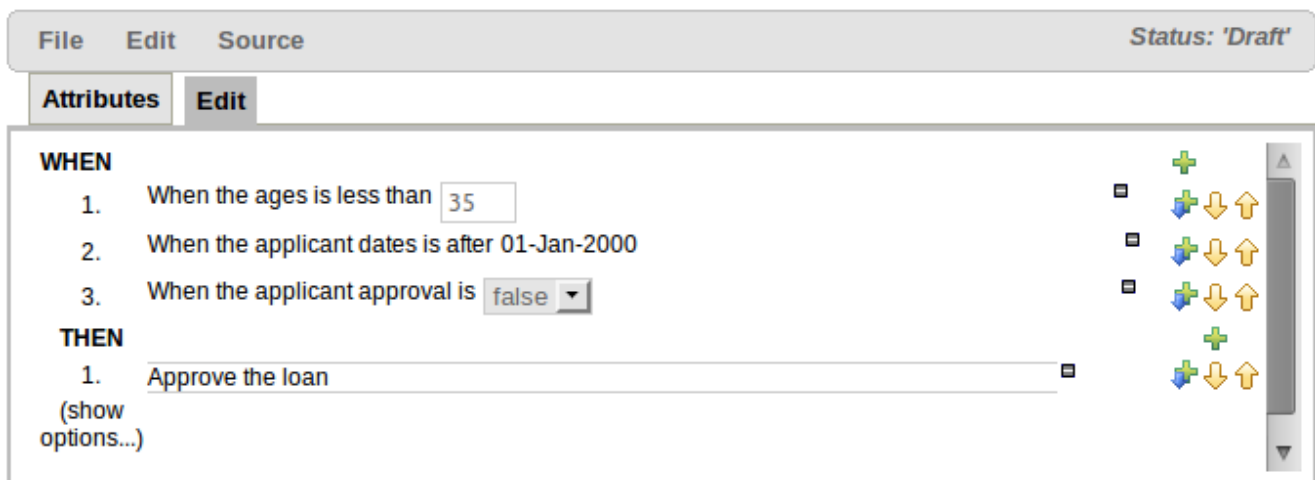 File Edit Source Status: 'Draft'
Attributes Edit
WHEN
1. When the ages is less than 35
2. When the applicant dates is after 01-Jan-2000
3. When the applicant approval is false
THEN
1. Approve the loan
(show
options...)